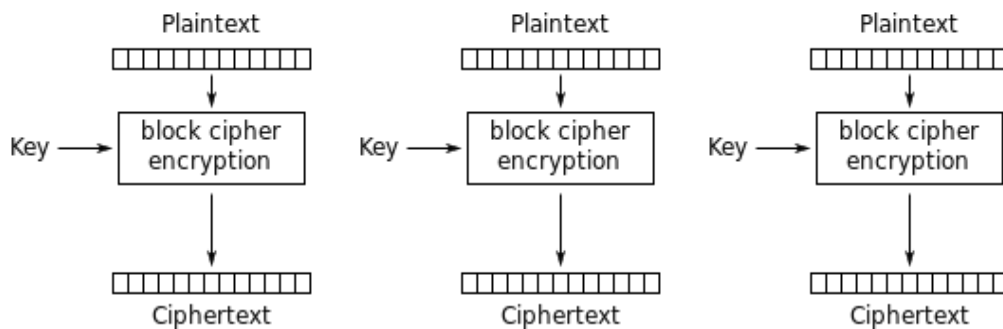 Plaintext Plaintext Plaintext
Key block cipher encryption Key block cipher encryption Key block cipher encryption
Ciphertext Ciphertext Ciphertext